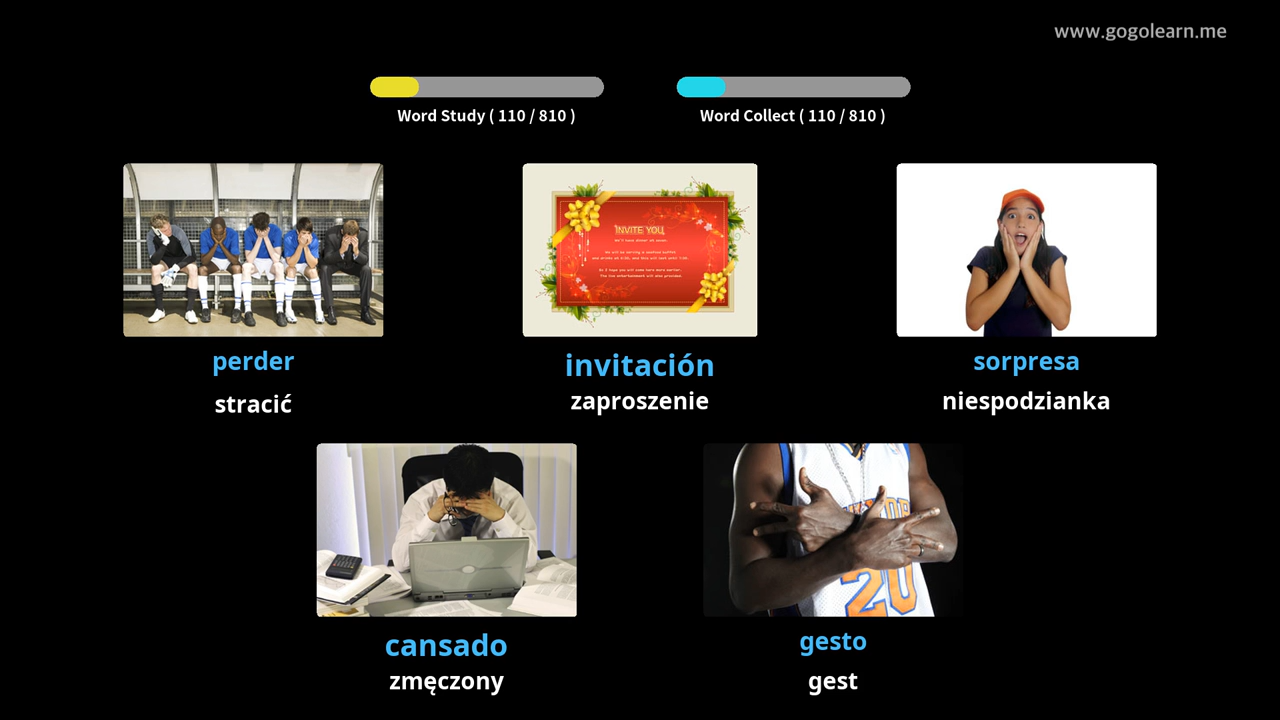 www.gogolearn.me
Word Study ( 110 / 810 )
Word Collect ( 110 / 810 )
INVITE YOU
perder
invitación
sorpresa
stracić
zaproszenie
niespodzianka
20
cansado
gesto
zmęczony
gest